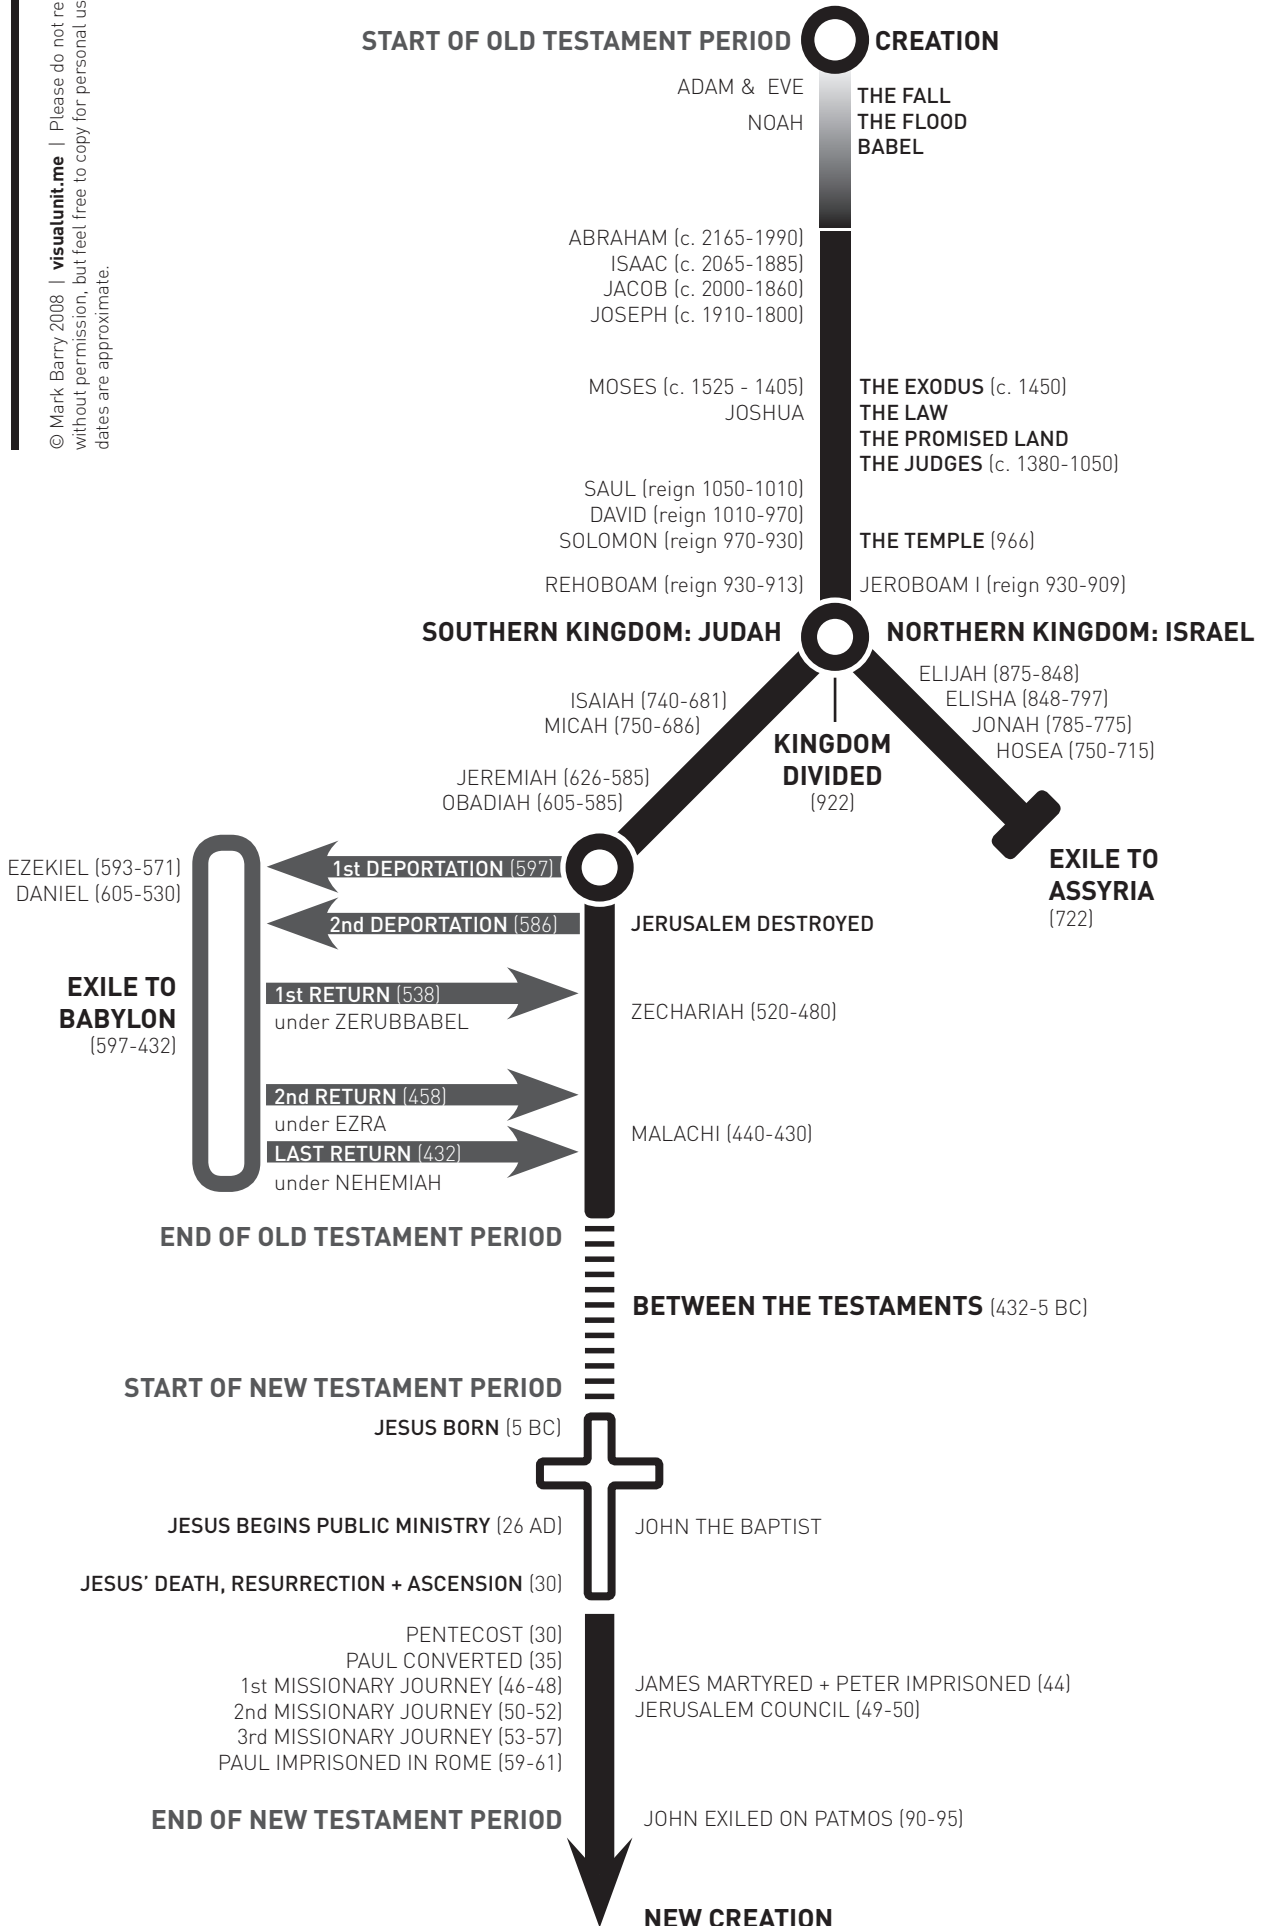 © Mark Barry 2008 | visualunit.me | Please do not re
without permission, but feel free to copy for personal us
dates are approximate.
START OF OLD TESTAMENT PERIOD
CREATION
ADAM & EVE
NOAH
THE FALL
THE FLOOD
BABEL
ABRAHAM (c. 2165-1990)
ISAAC (c. 2065-1885)
JACOB (c. 2000-1860)
JOSEPH (c. 1910-1800)
MOSES (c. 1525 - 1405)
JOSHUA
THE EXODUS (c. 1450)
THE LAW
THE PROMISED LAND
THE JUDGES (c. 1380-1050)
SAUL (reign 1050-1010)
DAVID (reign 1010-970)
SOLOMON (reign 970-930)
THE TEMPLE (966)
REHOBOAM (reign 930-913)
JEROBOAM I (reign 930-909)
SOUTHERN KINGDOM: JUDAH
NORTHERN KINGDOM: ISRAEL
ISAIAH (740-681)
MICAH (750-686)
JEREMIAH (626-585)
OBADIAH (605-585)
KINGDOM
DIVIDED
(922)
ELIJAH (875-848)
ELISHA (848-797)
JONAH (785-775)
HOSEA (750-715)
EXILE TO
ASSYRIA
(722)
EZEKIEL (593-571)
DANIEL (605-530)
1st DEPORTATION (597)
2nd DEPORTATION (586)
JERUSALEM DESTROYED
EXILE TO
BABYLON
(597-432)
1st RETURN (538)
under ZERUBBABEL
ZECHARIAH (520-480)
2nd RETURN (458)
under EZRA
MALACHI (440-430)
LAST RETURN (432)
under NEHEMIAH
END OF OLD TESTAMENT PERIOD
BETWEEN THE TESTAMENTS (432-5 BC)
START OF NEW TESTAMENT PERIOD
JESUS BORN (5 BC)
JESUS BEGINS PUBLIC MINISTRY (26 AD)
JOHN THE BAPTIST
JESUS’ DEATH, RESURRECTION + ASCENSION (30)
PENTECOST (30)
PAUL CONVERTED (35)
1st MISSIONARY JOURNEY (46-48)
2nd MISSIONARY JOURNEY (50-52)
3rd MISSIONARY JOURNEY (53-57)
PAUL IMPRISONED IN ROME (59-61)
JAMES MARTYRED + PETER IMPRISONED (44)
JERUSALEM COUNCIL (49-50)
END OF NEW TESTAMENT PERIOD
JOHN EXILED ON PATMOS (90-95)
NEW CREATION